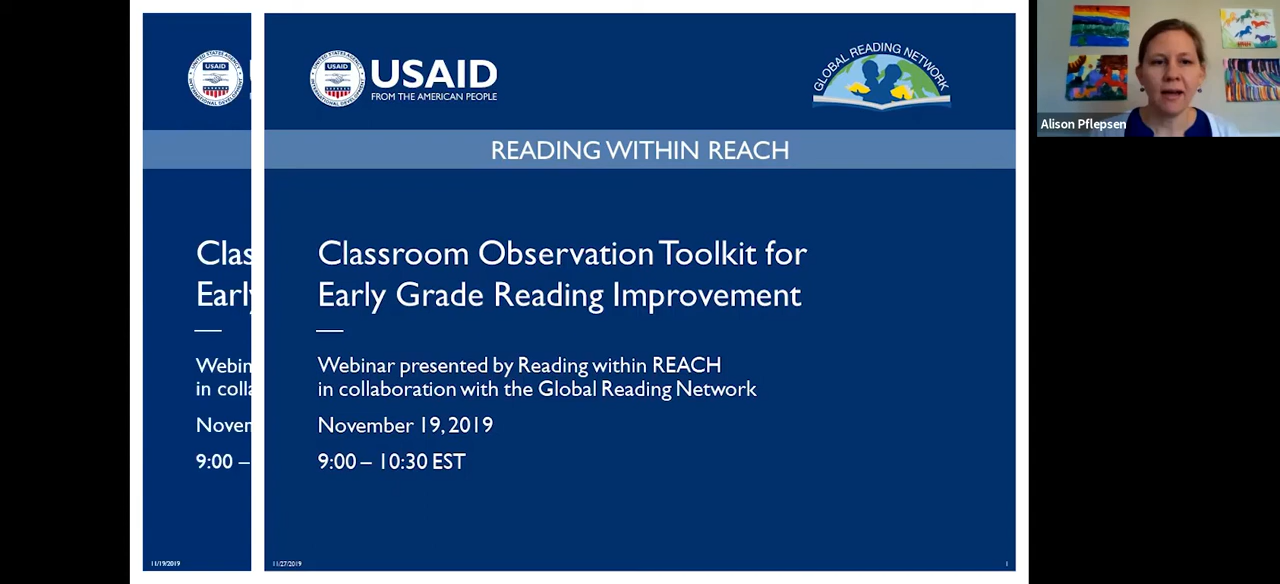 USAID
USAID
FROM THE AMERICAN PEOPLE
USAID
GLOBAL READING NETWORK
READING WITHIN REACH
Alison Pflepsen
Clas
Early
Webin
in colla
Novem
9:00 –
Classroom Observation Toolkit for
Early Grade Reading Improvement
Webinar presented by Reading within REACH
in collaboration with the Global Reading Network
November 19, 2019
9:00 – 10:30 EST
11/19/2019
11/27/2019
1